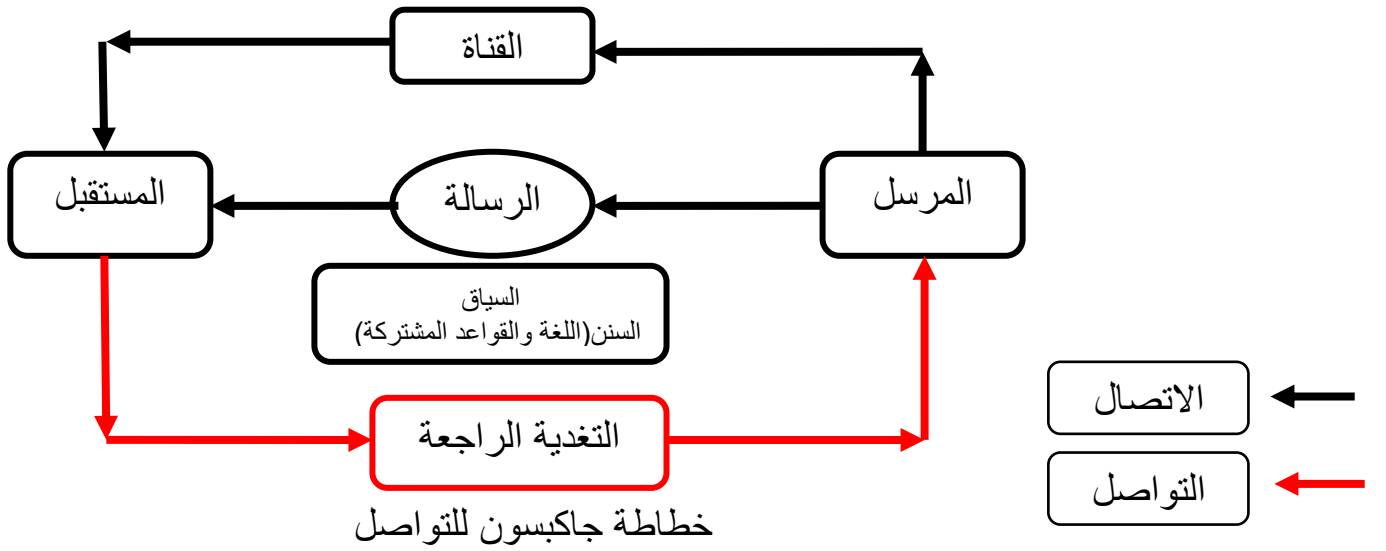 القناة
المرسل
الرسالة
المستقبل
السياق
السنن(اللغة والقواعد المشتركة)
التغدية الراجعة
الاتصال
التواصل
خطاطة جاكبسون للتواصل